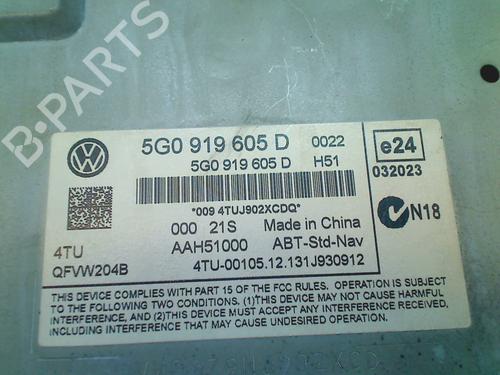 B-PARTS
5G0 919 605 D 0022
5G0 919 605 D H51
e24
032023
*009 4TUJ902XCDQ*
N18
000 21S Made in China
4TU AAH51000 ABT-Std-Nav
QFVW204B 4TU-00105.12.131J930912
THIS DEVICE COMPLIES WITH PART 15 OF THE FCC RULES. OPERATION IS SUBJECT
TO THE FOLLOWING TWO CONDITIONS. (1) THIS DEVICE MAY NOT CAUSE HARMFUL
INTERFERENCE, AND (2) THIS DEVICE MUST ACCEPT ANY INTERFERENCE RECEIVED,
INCLUDING INTERFERENCE THAT MAY CAUSE UNDESIRED OPERATION.